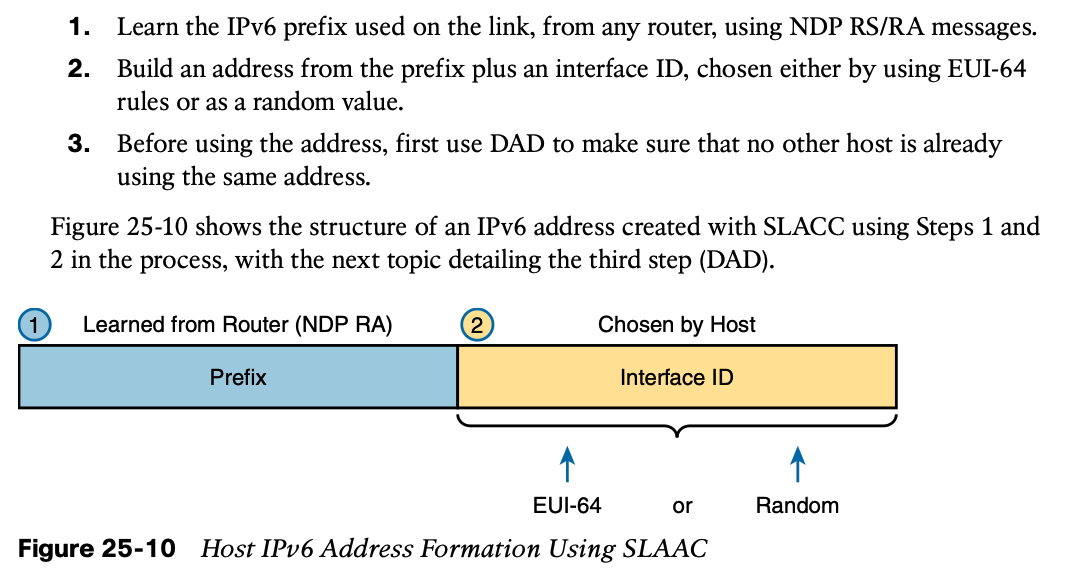 1. Learn the IPv6 prefix used on the link, from any router, using NDP RS/RA messages.
2. Build an address from the prefix plus an interface ID, chosen either by using EUI-64
rules or as a random value.
3. Before using the address, first use DAD to make sure that no other host is already
using the same address.
Figure 25-10 shows the structure of an IPv6 address created with SLACC using Steps 1 and
2 in the process, with the next topic detailing the third step (DAD).
1 Learned from Router (NDP RA) 2 Chosen by Host
Prefix Interface ID
EUI-64 or Random
Figure 25-10 Host IPv6 Address Formation Using SLAAC